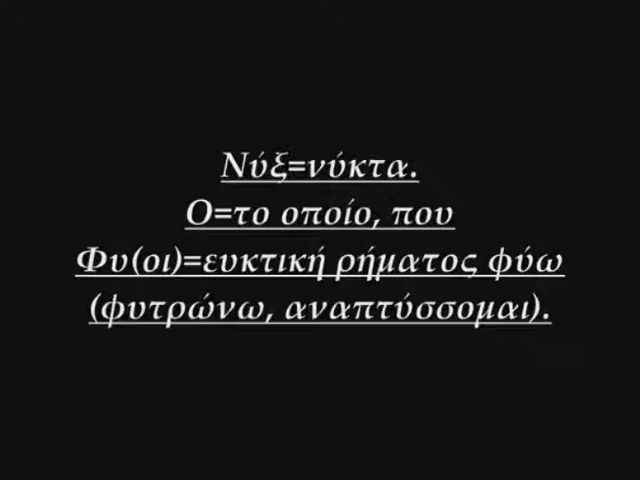 Νύξ=νύκτα.
Ο=το οποίο, που
Φυ(οι)=ευκτική ρήματος φύω
(φυτρώνω, αναπτύσσομαι).